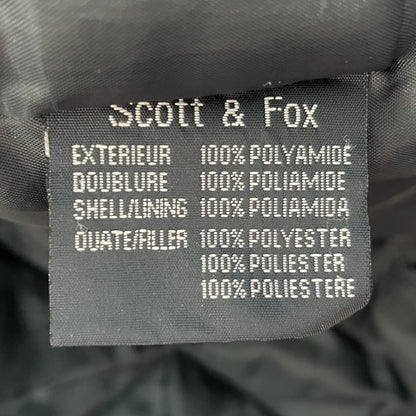 Scott & Fox
EXTERIEUR 100% POLYAMIDE
DOUBLURE 100% POLIAMIDE
SHELL/LINING 100% POLIAMIDA
OUATE/FILLER 100% POLYESTER
100% POLIESTER
100% POLIESTERE